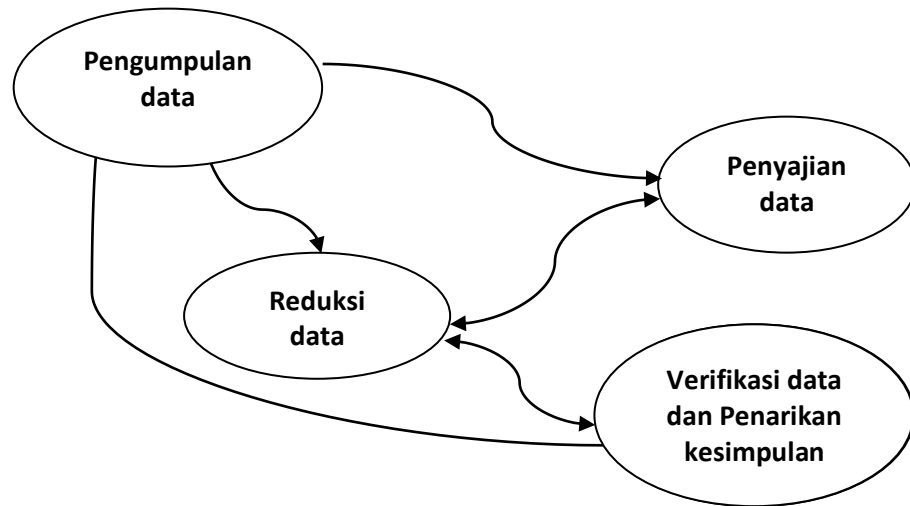 Pengumpulan
data
Penyajian
data
Reduksi
data
Verifikasi data
dan Penarikan
kesimpulan